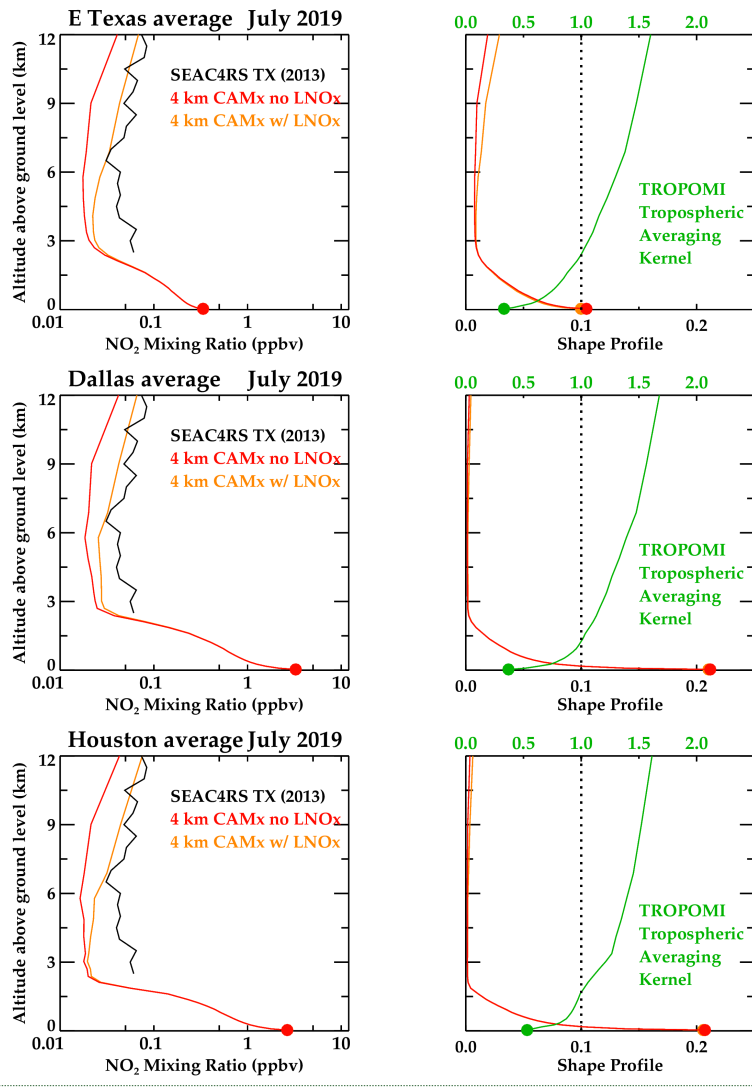 E Texas average July 2019
0.0 0.5 1.0 1.5 2.0
Altitude above ground level (km)
12
9
6
3
0
SEAC4RS TX (2013)
4 km CAMx no LNOx
4 km CAMx w/ LNOx
TROPOMI
Tropospheric
Averaging
Kernel
0.01 0.1 1 10
NO₂ Mixing Ratio (ppbv)
0.0 0.1 0.2
Shape Profile
Dallas average July 2019
0.0 0.5 1.0 1.5 2.0
Altitude above ground level (km)
12
9
6
3
0
SEAC4RS TX (2013)
4 km CAMx no LNOx
4 km CAMx w/ LNOx
TROPOMI
Tropospheric
Averaging
Kernel
0.01 0.1 1 10
NO₂ Mixing Ratio (ppbv)
0.0 0.1 0.2
Shape Profile
Houston average July 2019
0.0 0.5 1.0 1.5 2.0
Altitude above ground level (km)
12
9
6
3
0
SEAC4RS TX (2013)
4 km CAMx no LNOx
4 km CAMx w/ LNOx
TROPOMI
Tropospheric
Averaging
Kernel
0.01 0.1 1 10
NO₂ Mixing Ratio (ppbv)
0.0 0.1 0.2
Shape Profile